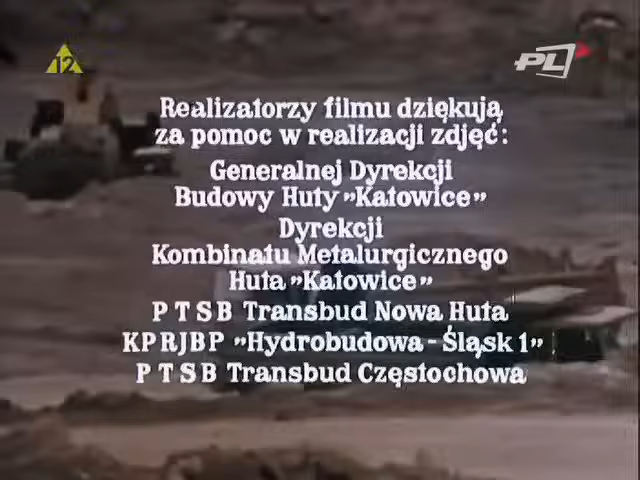 12
PL
Realizatorzy filmu dziękują
za pomoc w realizacji zdjęć:
Generalnej Dyrekcji
Budowy Huty „Katowice”
Dyrekcji
Kombinatu Metalurgicznego
Huta „Katowice”
P T S B Transbud Nowa Huta
K P R J B P „Hydrobudowa - Śląsk 1”
P T S B Transbud Częstochowa